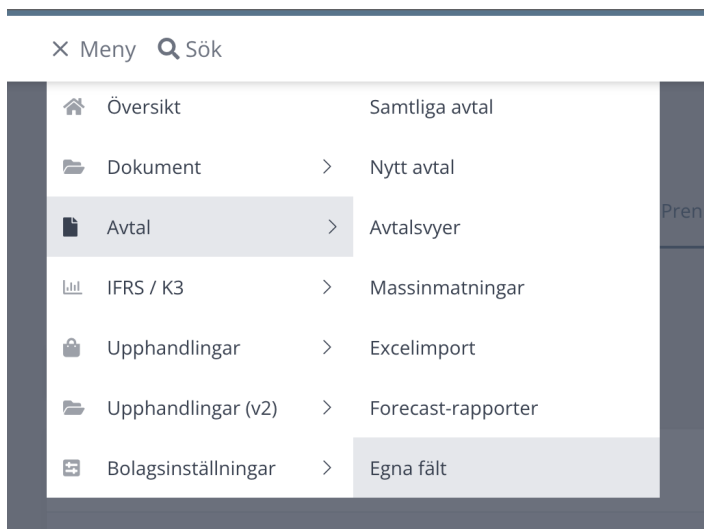 Meny Sök
Översikt
Dokument
Avtal
IFRS / K3
Upphandlingar
Upphandlingar (v2)
Bolagsinställningar
Samtliga avtal
Nytt avtal
Avtalsvyer
Massinmatningar
Excelimport
Forecast-rapporter
Egna fält
Pren